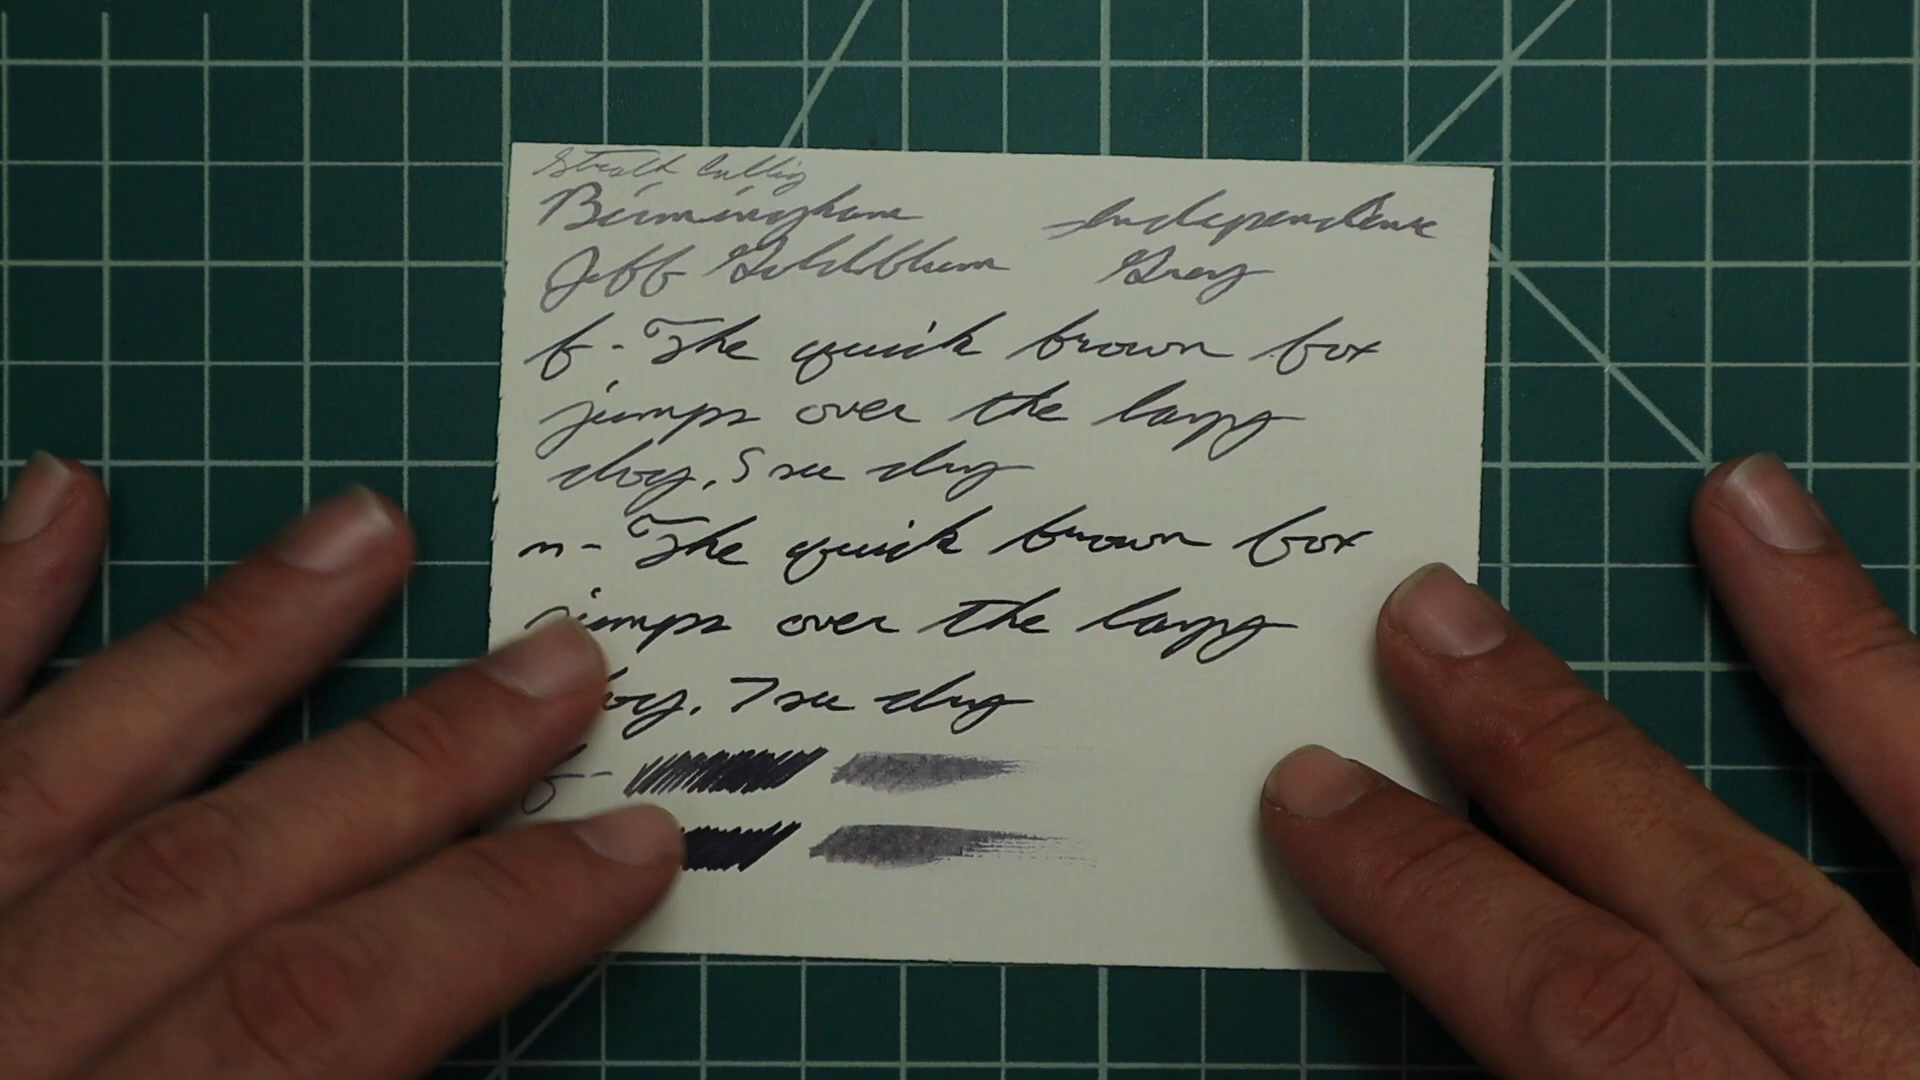 Birmingham Independence
Jeff Goldblum Grey
f - The quick brown fox
jumps over the lazy
dog. 5 sec dry
m - The quick brown fox
jumps over the lazy
dog. 7 sec dry
f -